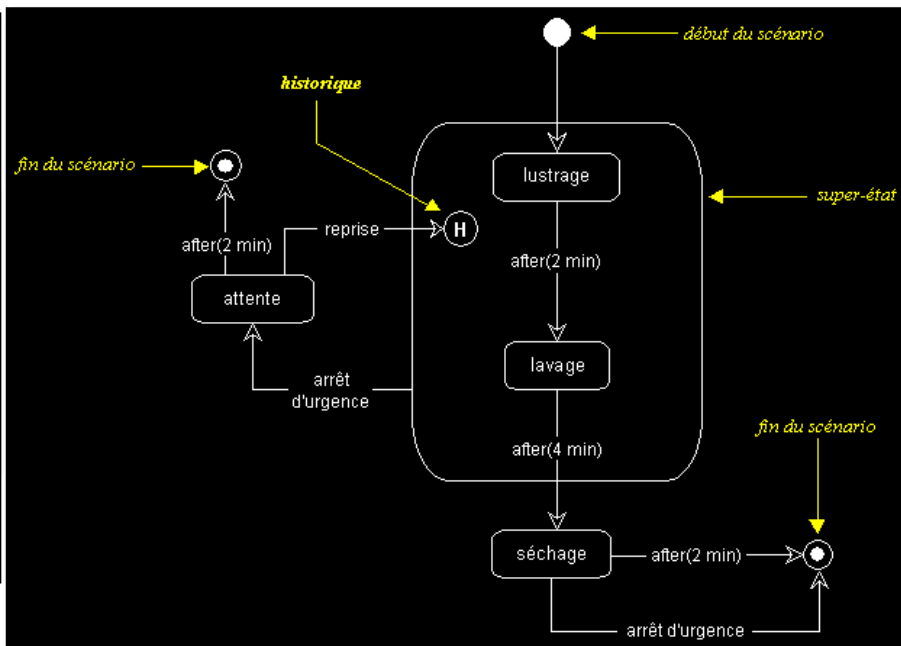 début du scénario
historique
fin du scénario
lustrage
super-état
reprise
H
after(2 min)
after(2 min)
attente
lavage
arrêt
d'urgence
fin du scénario
after(4 min)
séchage
after(2 min)
arrêt d'urgence